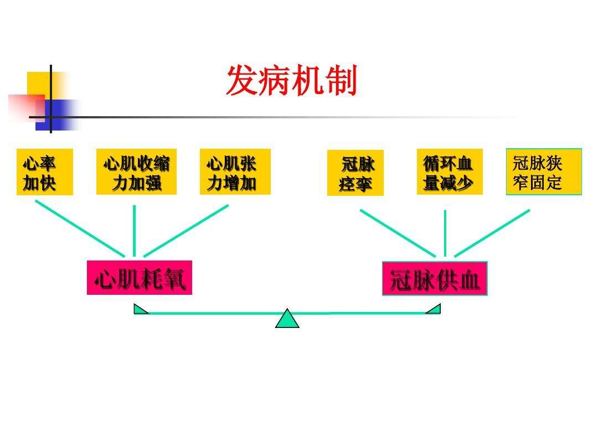 发病机制
心率
加快
心肌收缩
力加强
心肌张
力增加
冠脉
痉挛
循环血
量减少
冠脉狭
窄固定
心肌耗氧
冠脉供血